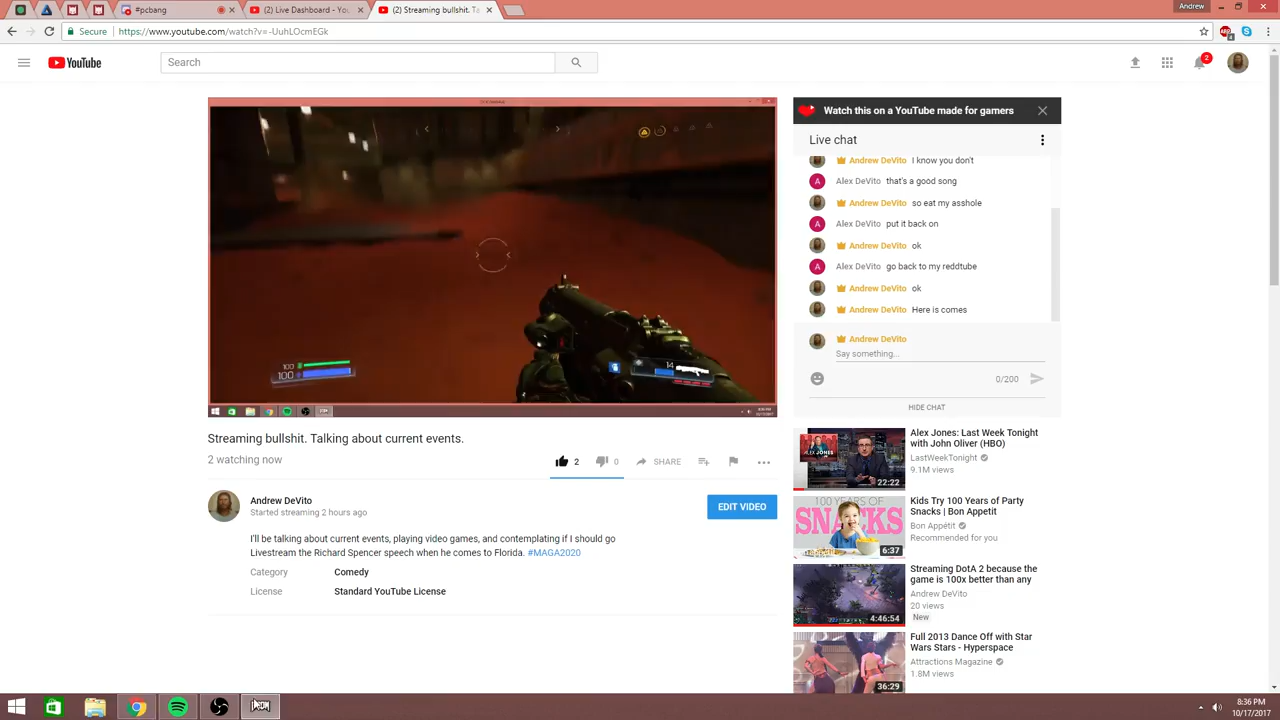 #pcbang
(2) Live Dashboard - You
(2) Streaming bullshit. Ta
Andrew
Secure
https://www.youtube.com/watch?v=-UuhLOcmEGk
YouTube
Search
2
Watch this on a YouTube made for gamers
Live chat
Andrew DeVito I know you don't
A Alex DeVito that's a good song
Andrew DeVito so eat my asshole
A Alex DeVito put it back on
Andrew DeVito ok
A Alex DeVito go back to my reddtube
Andrew DeVito ok
Andrew DeVito Here is comes
Andrew DeVito
Say something...
0/200
HIDE CHAT
100
100
14
Streaming bullshit. Talking about current events.
2 watching now
2
0
SHARE
Andrew DeVito
Started streaming 2 hours ago
EDIT VIDEO
I'll be talking about current events, playing video games, and contemplating if I should go
Livestream the Richard Spencer speech when he comes to Florida. #MAGA2020
Category Comedy
License Standard YouTube License
Alex Jones: Last Week Tonight
with John Oliver (HBO)
LastWeekTonight
9.1M views
ALEX JONES
22:22
Kids Try 100 Years of Party
Snacks | Bon Appetit
Bon Appétit
Recommended for you
100 YEARS OF
SNACKS
6:37
Streaming DotA 2 because the
game is 100x better than any
Andrew DeVito
20 views
New
4:46:54
Full 2013 Dance Off with Star
Wars Stars - Hyperspace
Attractions Magazine
1.8M views
36:29
8:36 PM
10/17/2017